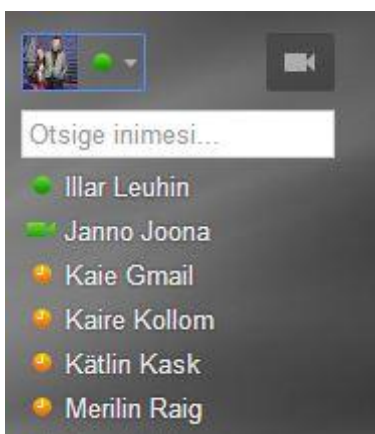 Otsige inimesi...
Illar Leuhin
Janno Joona
Kaie Gmail
Kaire Kollom
Kätlin Kask
Merilin Raig